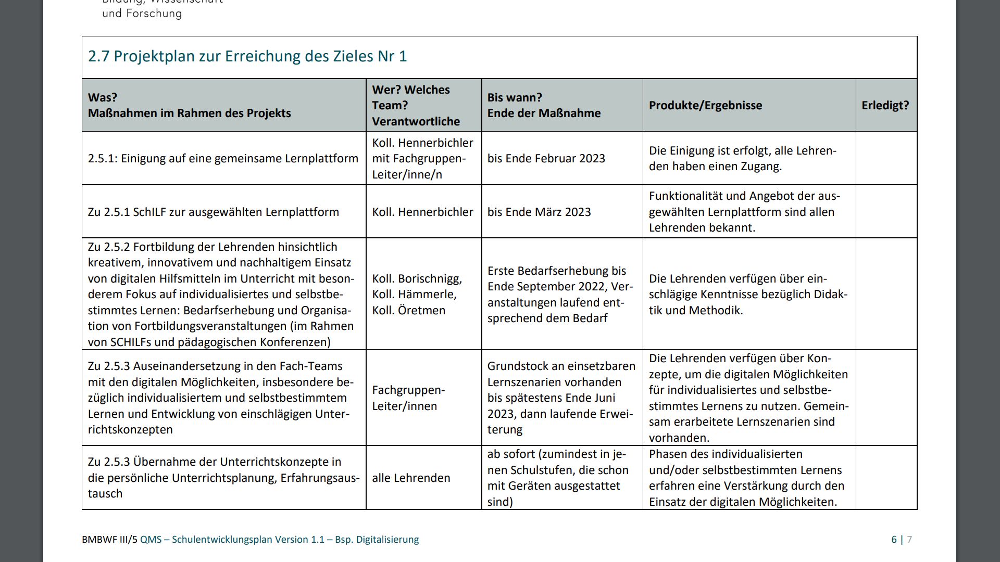 Bildung, Wissenschaft
und Forschung
2.7 Projektplan zur Erreichung des Zieles Nr 1
Was?
Maßnahmen im Rahmen des Projekts
Wer? Welches
Team?
Verantwortliche
Bis wann?
Ende der Maßnahme
Produkte/Ergebnisse
Erledigt?
2.5.1: Einigung auf eine gemeinsame Lernplattform
Koll. Hennerbichler
mit Fachgruppen-
Leiter/inne/n
bis Ende Februar 2023
Die Einigung ist erfolgt, alle Lehren-
den haben einen Zugang.
Zu 2.5.1 SchILF zur ausgewählten Lernplattform
Koll. Hennerbichler
bis Ende März 2023
Funktionalität und Angebot der aus-
gewählten Lernplattform sind allen
Lehrenden bekannt.
Zu 2.5.2 Fortbildung der Lehrenden hinsichtlich
kreativem, innovativem und nachhaltigem Einsatz
von digitalen Hilfsmitteln im Unterricht mit beson-
derem Fokus auf individualisiertes und selbstbe-
stimmtes Lernen: Bedarfserhebung und Organisa-
tion von Fortbildungsveranstaltungen (im Rahmen
von SCHILFs und pädagogischen Konferenzen)
Koll. Borischnigg,
Koll. Hämmerle,
Koll. Öretmen
Erste Bedarfserhebung bis
Ende September 2022, Ver-
anstaltungen laufend ent-
sprechend dem Bedarf
Die Lehrenden verfügen über ein-
schlägige Kenntnisse bezüglich Didak-
tik und Methodik.
Zu 2.5.3 Auseinandersetzung in den Fach-Teams
mit den digitalen Möglichkeiten, insbesondere be-
züglich individualisiertem und selbstbestimmtem
Lernen und Entwicklung von einschlägigen Unter-
richtskonzepten
Fachgruppen-
Leiter/innen
Grundstock an einsetzbaren
Lernszenarien vorhanden
bis spätestens Ende Juni
2023, dann laufende Erwei-
terung
Die Lehrenden verfügen über Kon-
zepte, um die digitalen Möglichkeiten
für individualisiertes und selbstbe-
stimmtes Lernens zu nutzen. Gemein-
sam erarbeitete Lernszenarien sind
vorhanden.
Zu 2.5.3 Übernahme der Unterrichtskonzepte in
die persönliche Unterrichtsplanung, Erfahrungsaus-
tausch
alle Lehrenden
ab sofort (zumindest in je-
nen Schulstufen, die schon
mit Geräten ausgestattet
sind)
Phasen des individualisierten
und/oder selbstbestimmten Lernens
erfahren eine Verstärkung durch den
Einsatz der digitalen Möglichkeiten.
BMBWF III/5 QMS – Schulentwicklungsplan Version 1.1 – Bsp. Digitalisierung
6 | 7